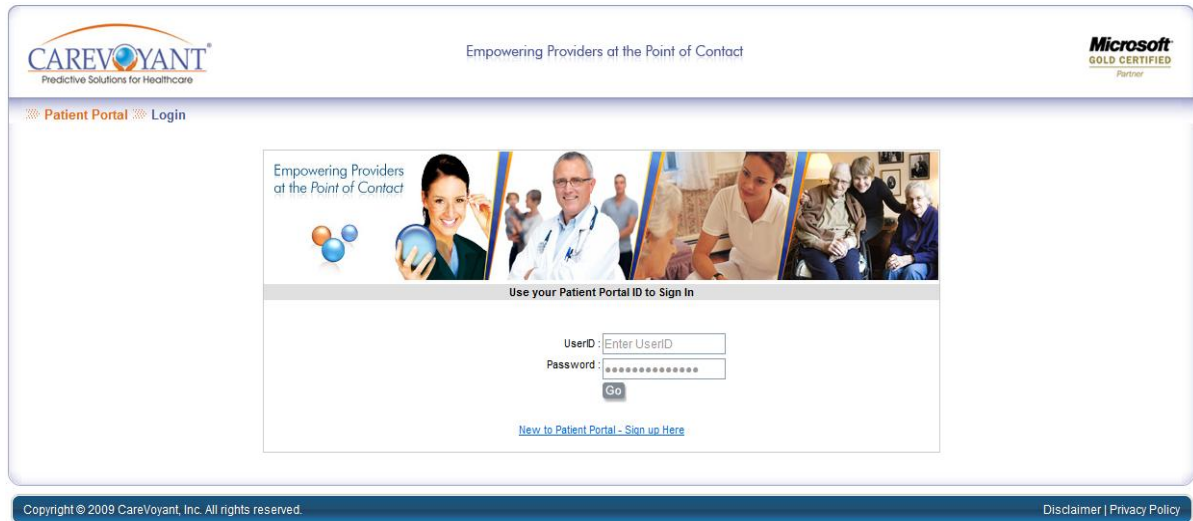 CAREVOYANT®
Predictive Solutions for Healthcare
Empowering Providers at the Point of Contact
Microsoft
GOLD CERTIFIED
Partner
Patient Portal Login
Empowering Providers
at the Point of Contact
Use your Patient Portal ID to Sign In
UserID : Enter UserID
Password : ••••••••••••••
Go
New to Patient Portal - Sign up Here
Copyright © 2009 CareVoyant, Inc. All rights reserved.
Disclaimer | Privacy Policy